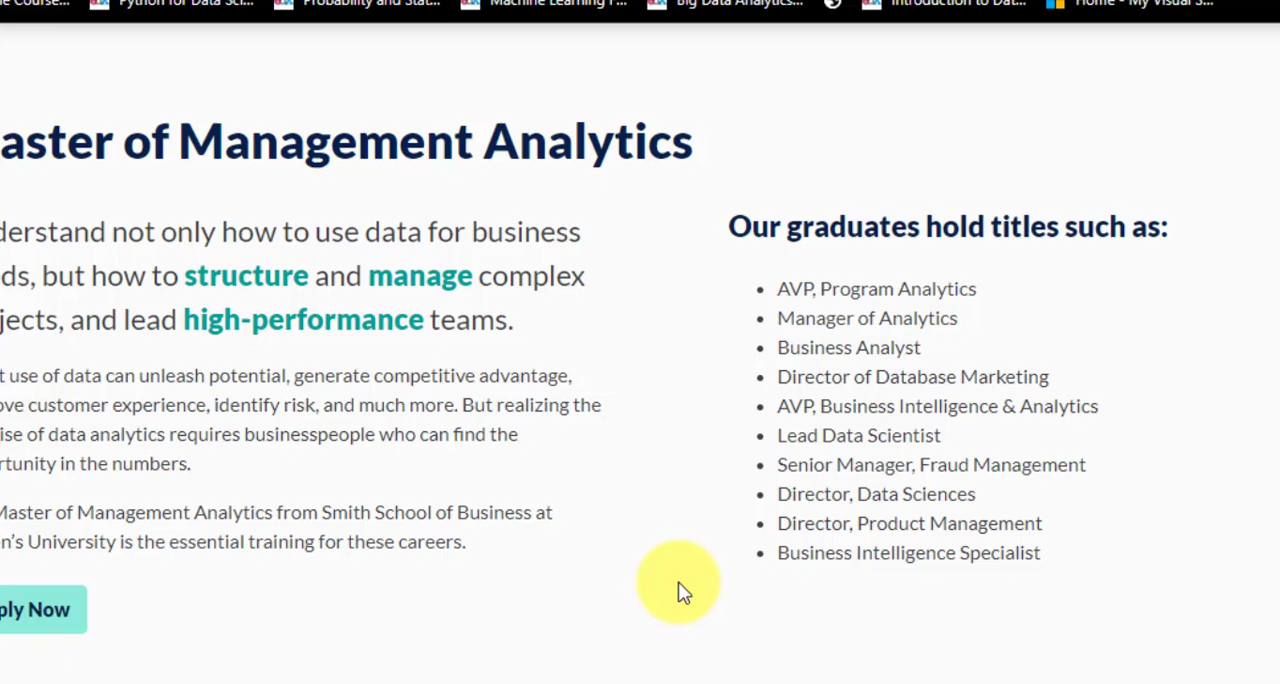 Python for Data Sci...
Probability and Stat...
Machine Learning F...
Big Data Analytics...
Introduction to Dat...
Home - My Visual S...
aster of Management Analytics
derstand not only how to use data for business
ds, but how to structure and manage complex
jects, and lead high-performance teams.
t use of data can unleash potential, generate competitive advantage,
ove customer experience, identify risk, and much more. But realizing the
ise of data analytics requires businesspeople who can find the
rtunity in the numbers.
Master of Management Analytics from Smith School of Business at
n's University is the essential training for these careers.
ply Now
Our graduates hold titles such as:
AVP, Program Analytics
Manager of Analytics
Business Analyst
Director of Database Marketing
AVP, Business Intelligence & Analytics
Lead Data Scientist
Senior Manager, Fraud Management
Director, Data Sciences
Director, Product Management
Business Intelligence Specialist